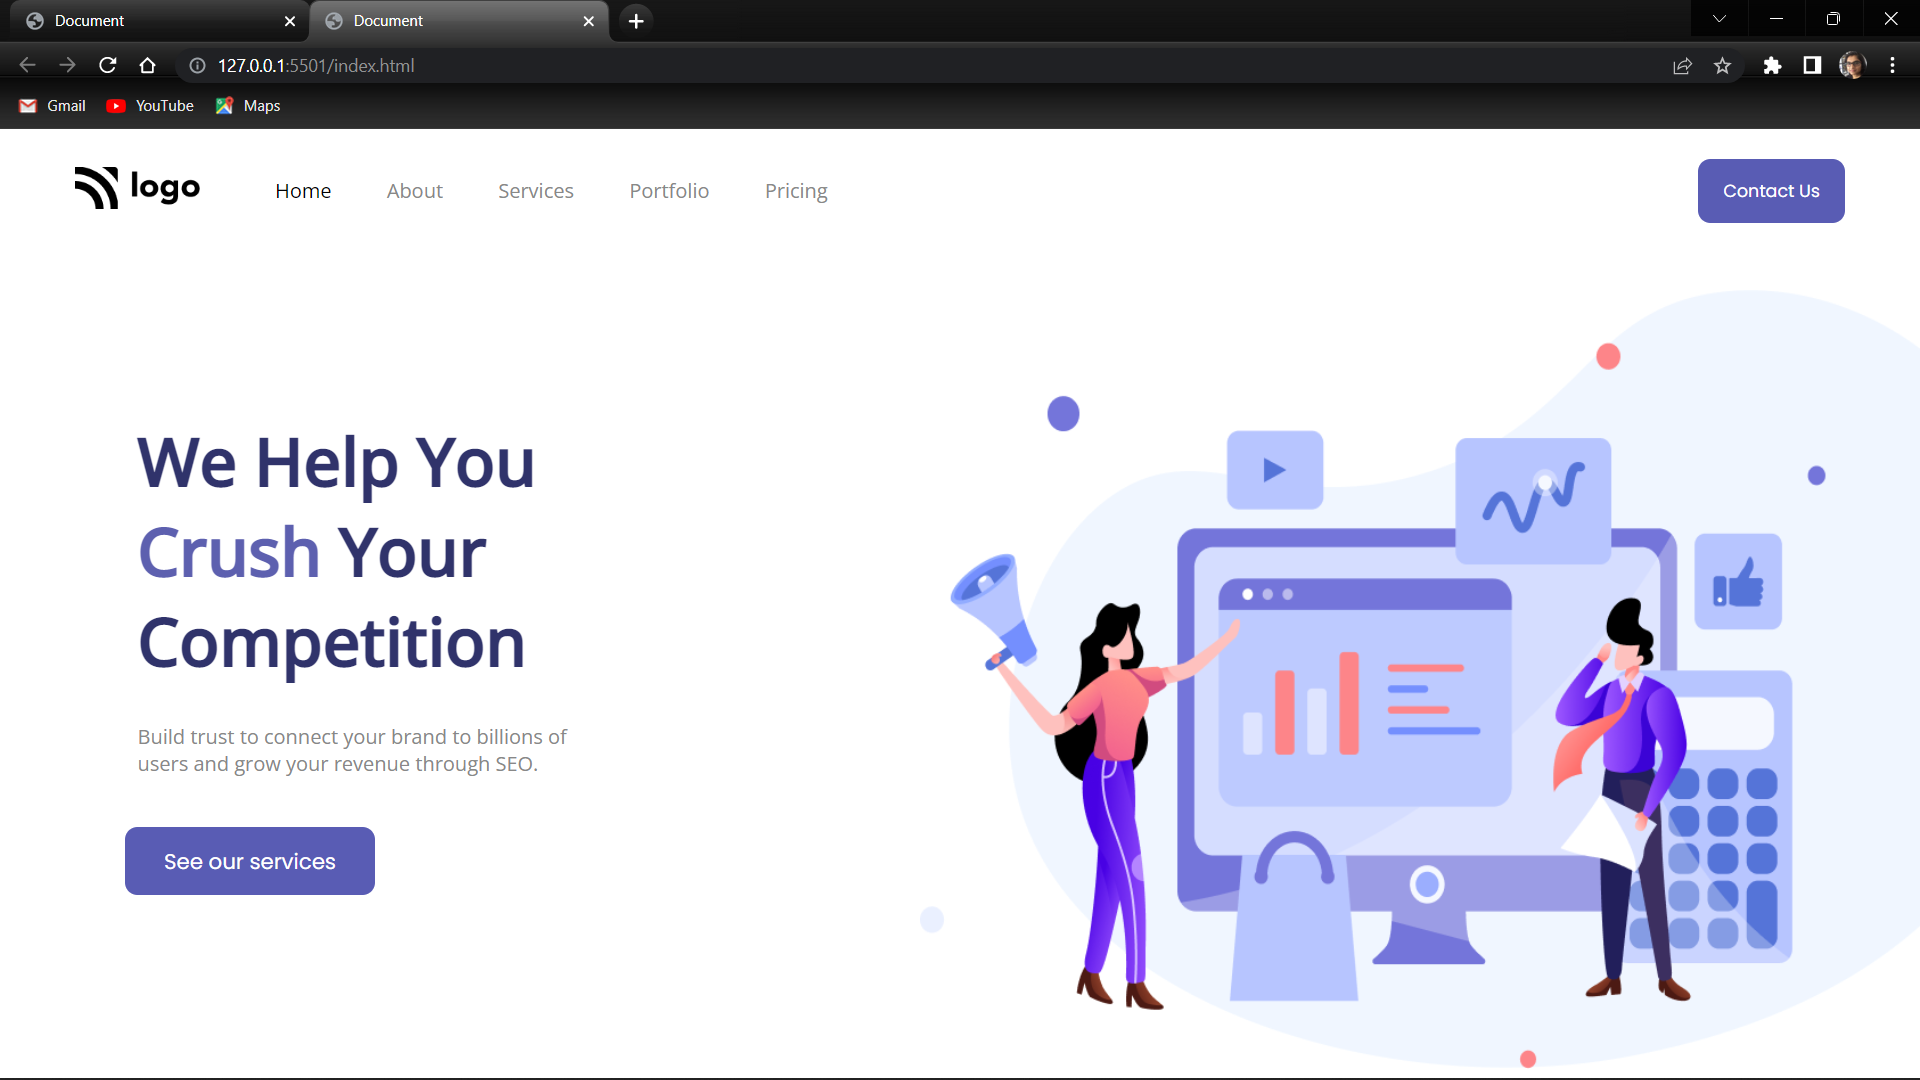 Document
Document
127.0.0.1:5501/index.html
Gmail YouTube Maps
logo Home About Services Portfolio Pricing Contact Us
We Help You
Crush Your
Competition
Build trust to connect your brand to billions of
users and grow your revenue through SEO.
See our services